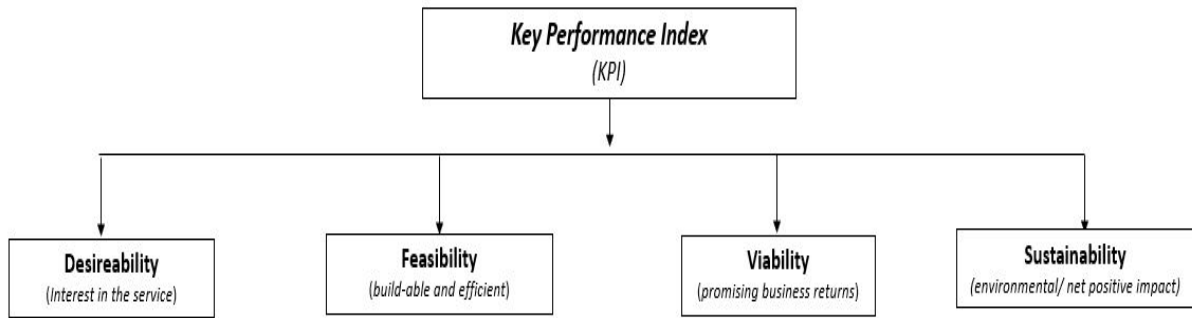 Key Performance Index
(KPI)
Desireability
(Interest in the service)
Feasibility
(build-able and efficient)
Viability
(promising business returns)
Sustainability
(environmental/ net positive impact)